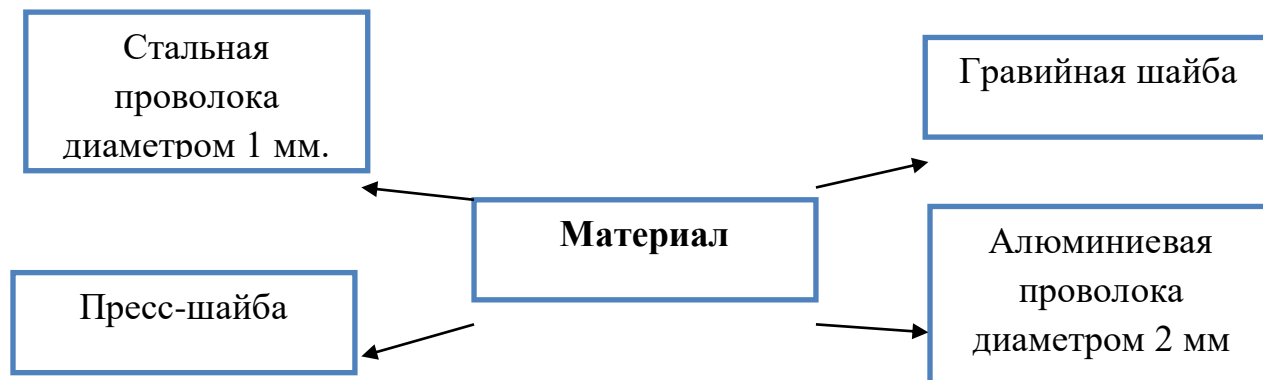 Стальная
проволока
диаметром 1 мм.
Гравийная шайба
Материал
Пресс-шайба
Алюминиевая
проволока
диаметром 2 мм